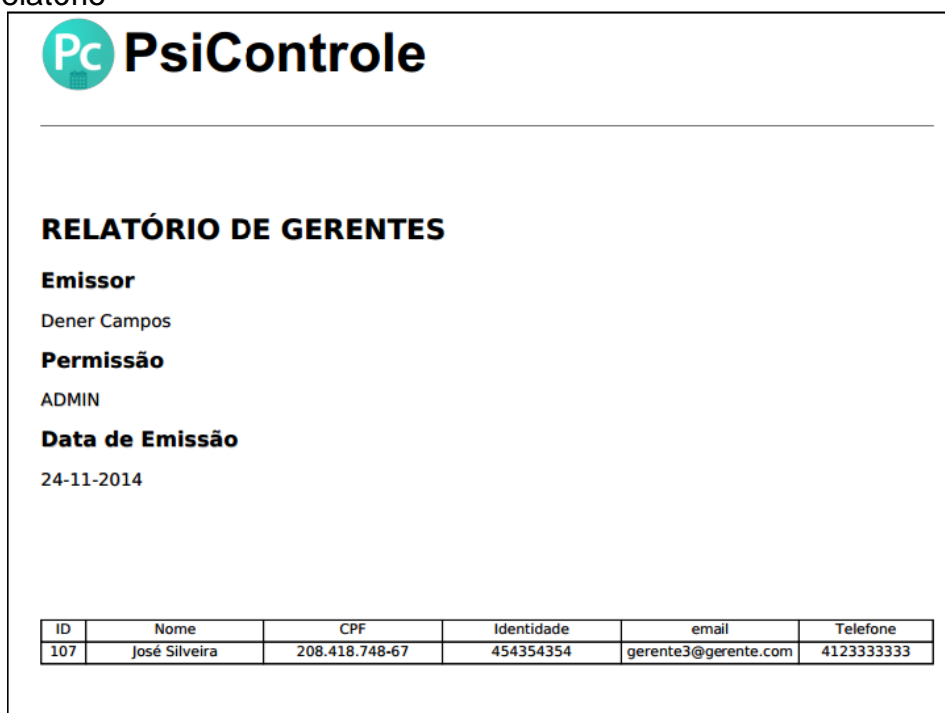 elatório
Pc PsiControle
RELATÓRIO DE GERENTES
Emissor
Dener Campos
Permissão
ADMIN
Data de Emissão
24-11-2014
ID Nome CPF Identidade email Telefone
107 José Silveira 208.418.748-67 454354354 gerente3@gerente.com 4123333333